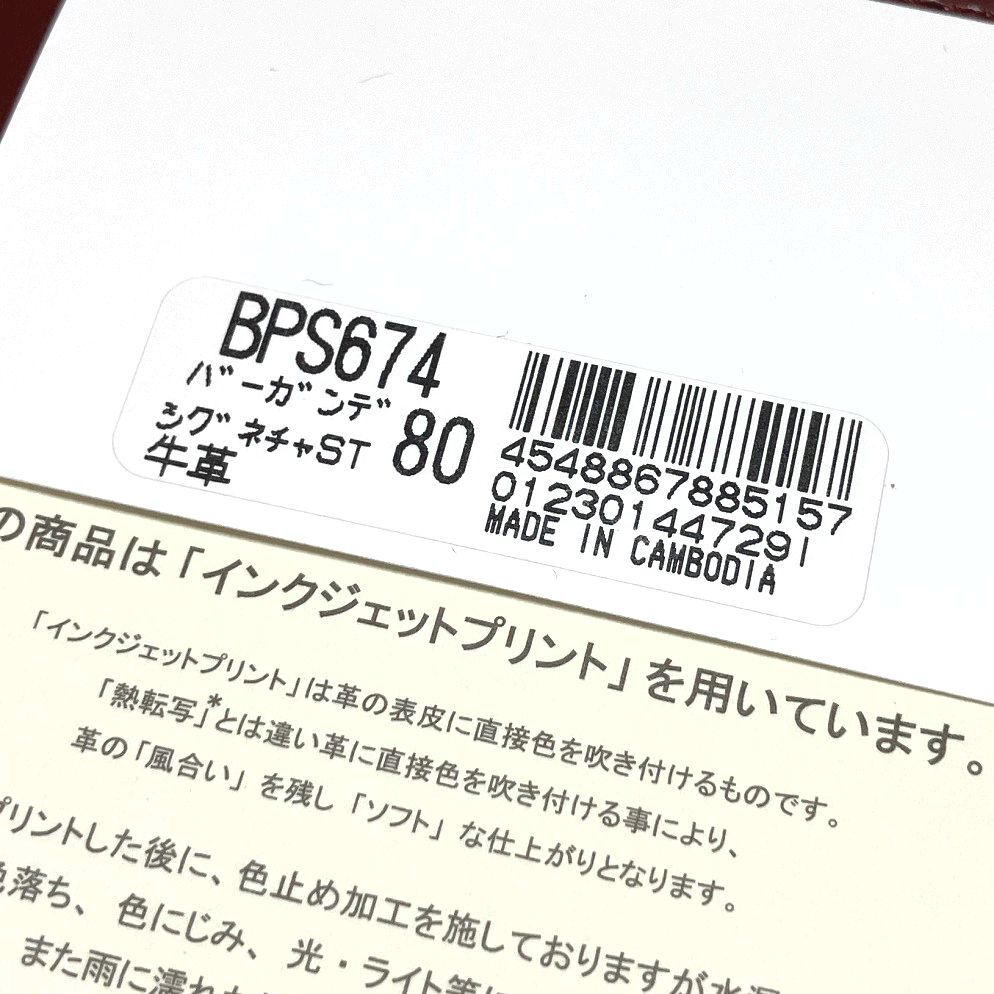 BPS674
バーガンデ
シグネチャST 80
牛革
4548867885157
012301447291
MADE IN CAMBODIA
の商品は「インクジェットプリント」を用いています。
「インクジェットプリント」は革の表皮に直接色を吹き付けるものです。
「熱転写」*とは違い革に直接色を吹き付ける事により、
革の「風合い」を残し「ソフト」な仕上がりとなります。
プリントした後に、色止め加工を施しておりますが水濡
色落ち、色にじみ、光・ライト等に
また雨に濡れた